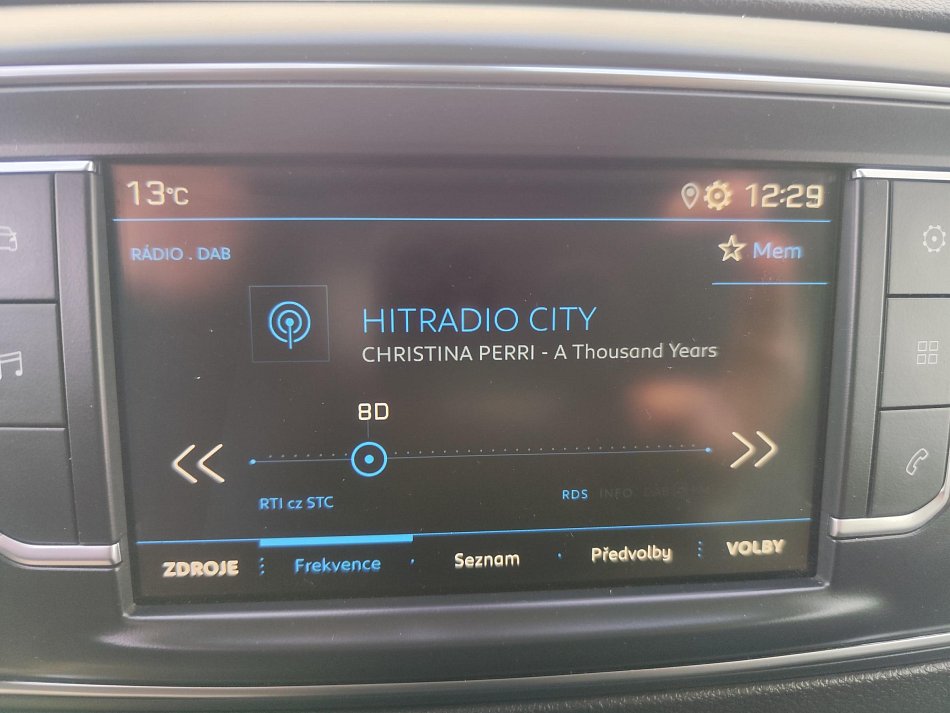 13°C
12:29
RÁDIO . DAB
Mem
HITRADIO CITY
CHRISTINA PERRI - A Thousand Years
8D
RTI cz STC
RDS INFO
ZDROJE
Frekvence
Seznam
Předvolby
VOLBY